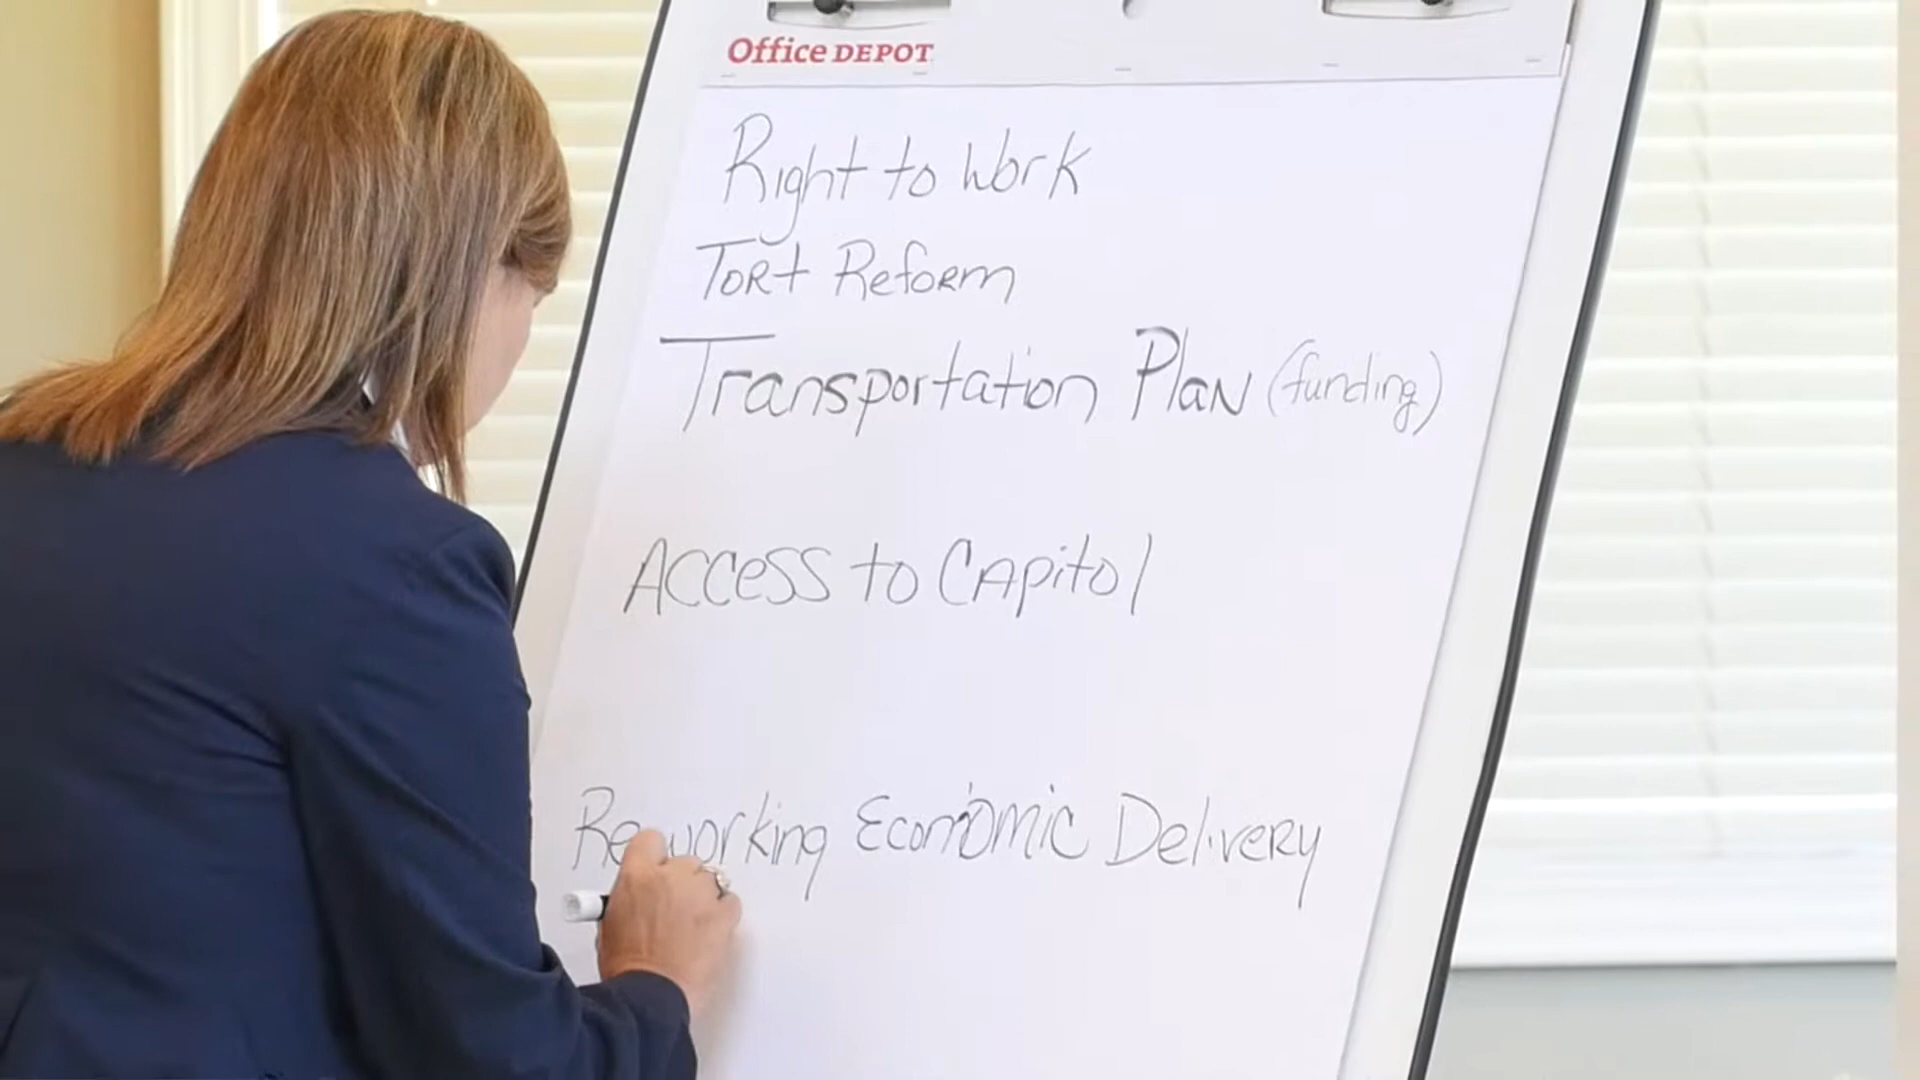 Office DEPOT
Right to Work
Tort Reform
Transportation Plan (funding)
Access to Capitol
Reworking Economic Delivery